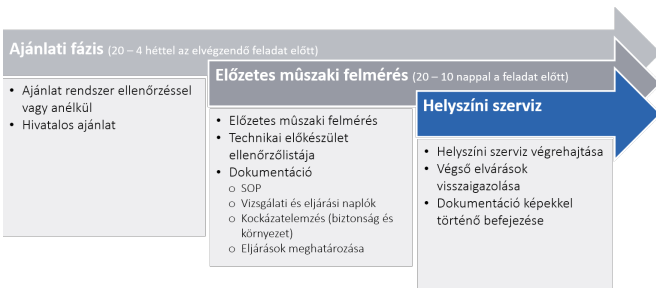 Ajánlati fázis (20 – 4 héttel az elvégzendő feladat előtt)
• Ajánlat rendszer ellenőrzéssel
vagy anélkül
• Hivatalos ajánlat
Előzetes mûszaki felmérés (20 – 10 nappal a feladat előtt)
• Előzetes mûszaki felmérés
• Technikai előkészület
ellenőrzőlistája
• Dokumentáció
o SOP
o Vizsgálati és eljárási naplók
o Kockázatelemzés (biztonság és
környezet)
o Eljárások meghatározása
Helyszíni szerviz
• Helyszíni szerviz végrehajtása
• Végső elvárások
visszaigazolása
• Dokumentáció képekkel
történő befejezése